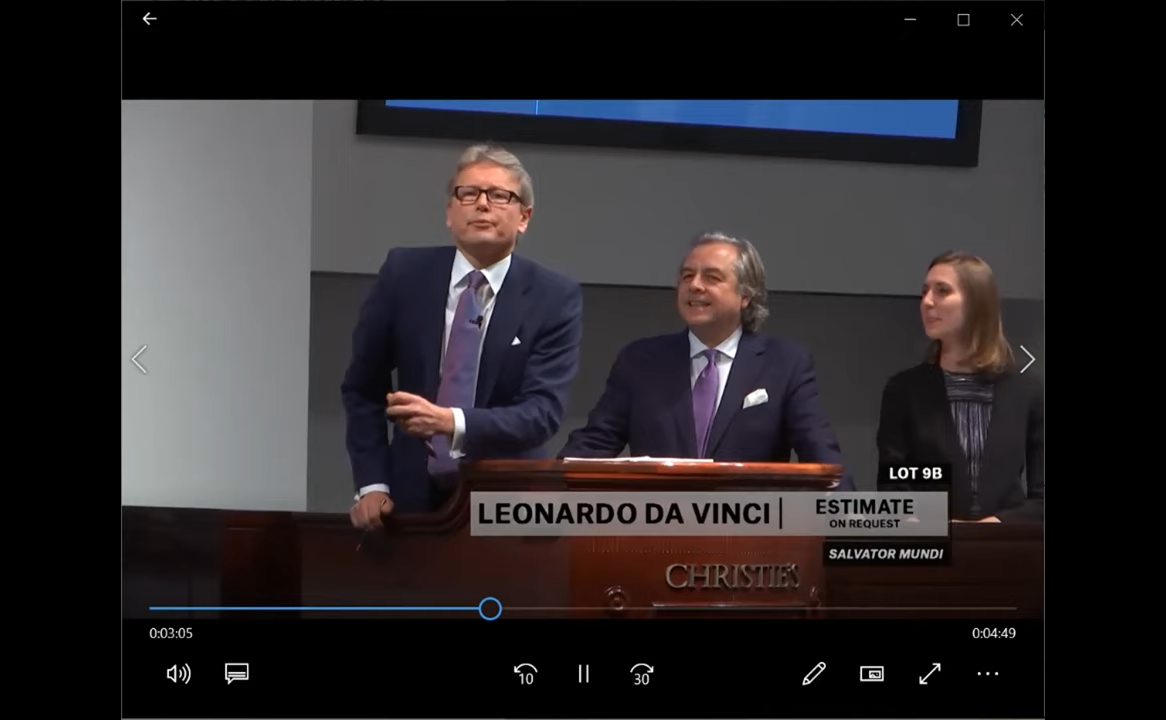 LOT 9B
LEONARDO DA VINCI
ESTIMATE
ON REQUEST
SALVATOR MUNDI
CHRISTIE'S
0:03:05
0:04:49
10
30